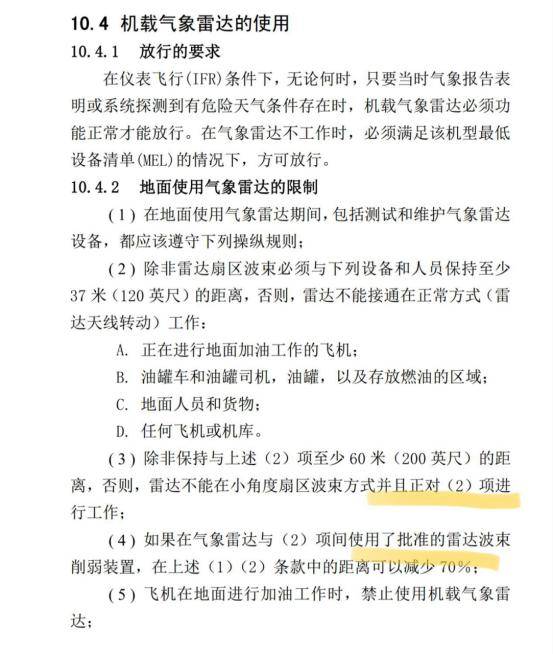 10.4 机载气象雷达的使用
10.4.1 放行的要求
在仪表飞行(IFR)条件下，无论何时，只要当时气象报告表
明或系统探测到有危险天气条件存在时，机载气象雷达必须功
能正常才能放行。在气象雷达不工作时，必须满足该机型最低
设备清单(MEL)的情况下，方可放行。
10.4.2 地面使用气象雷达的限制
(1) 在地面使用气象雷达期间，包括测试和维护气象雷达
设备，都应该遵守下列操纵规则；
(2) 除非雷达扇区波束必须与下列设备和人员保持至少
37 米（120 英尺）的距离，否则，雷达不能接通在正常方式（雷
达天线转动）工作：
A. 正在进行地面加油工作的飞机；
B. 油罐车和油罐司机，油罐，以及存放燃油的区域；
C. 地面人员和货物；
D. 任何飞机或机库。
(3) 除非保持与上述（2）项至少 60 米（200 英尺）的距
离，否则，雷达不能在小角度扇区波束方式并且正对（2）项进
行工作；
(4) 如果在气象雷达与（2）项间使用了批准的雷达波束
削弱装置，在上述（1）（2）条款中的距离可以减少 70%；
(5) 飞机在地面进行加油工作时，禁止使用机载气象雷
达；